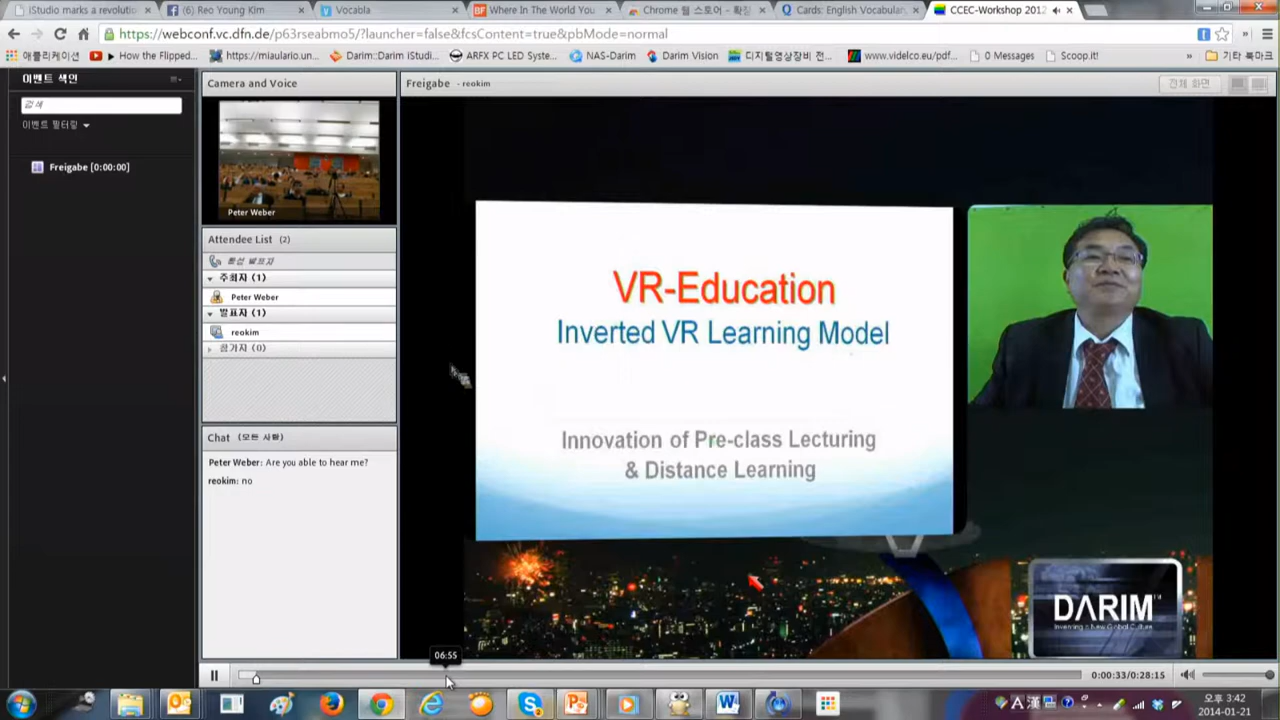 iStudio marks a revolutio
(6) Reo Young Kim
Vocabla
Where In The World You
Chrome 웹 스토어 - 확장
Cards: English Vocabular
CCEC-Workshop 2012
https://webconf.vc.dfn.de/p63rseabmo5/?launcher=false&fcsContent=true&pbMode=normal
애플리케이션
How the Flipped...
https://miaulario.un...
Darim::Darim iStudi...
ARFX PC LED Syste...
NAS-Darim
Darim Vision
디지털영상장비 전...
www.videlco.eu/pdf...
0 Messages
Scoop.it!
»
기타 북마크
이벤트 색인
검색
이벤트 필터링
Freigabe [0:00:00]
Camera and Voice
Peter Weber
Attendee List (2)
주최자 (1)
Peter Weber
발표자 (1)
reokim
참가자 (0)
Chat (모든 사람)
Peter Weber: Are you able to hear me?
reokim: no
Freigabe - reokim
전체 화면
VR-Education
Inverted VR Learning Model
Innovation of Pre-class Lecturing
& Distance Learning
DARIM™
Inventing a New Global Culture
06:55
0:00:33/0:28:15
A 漢
오후 3:42
2014-01-21